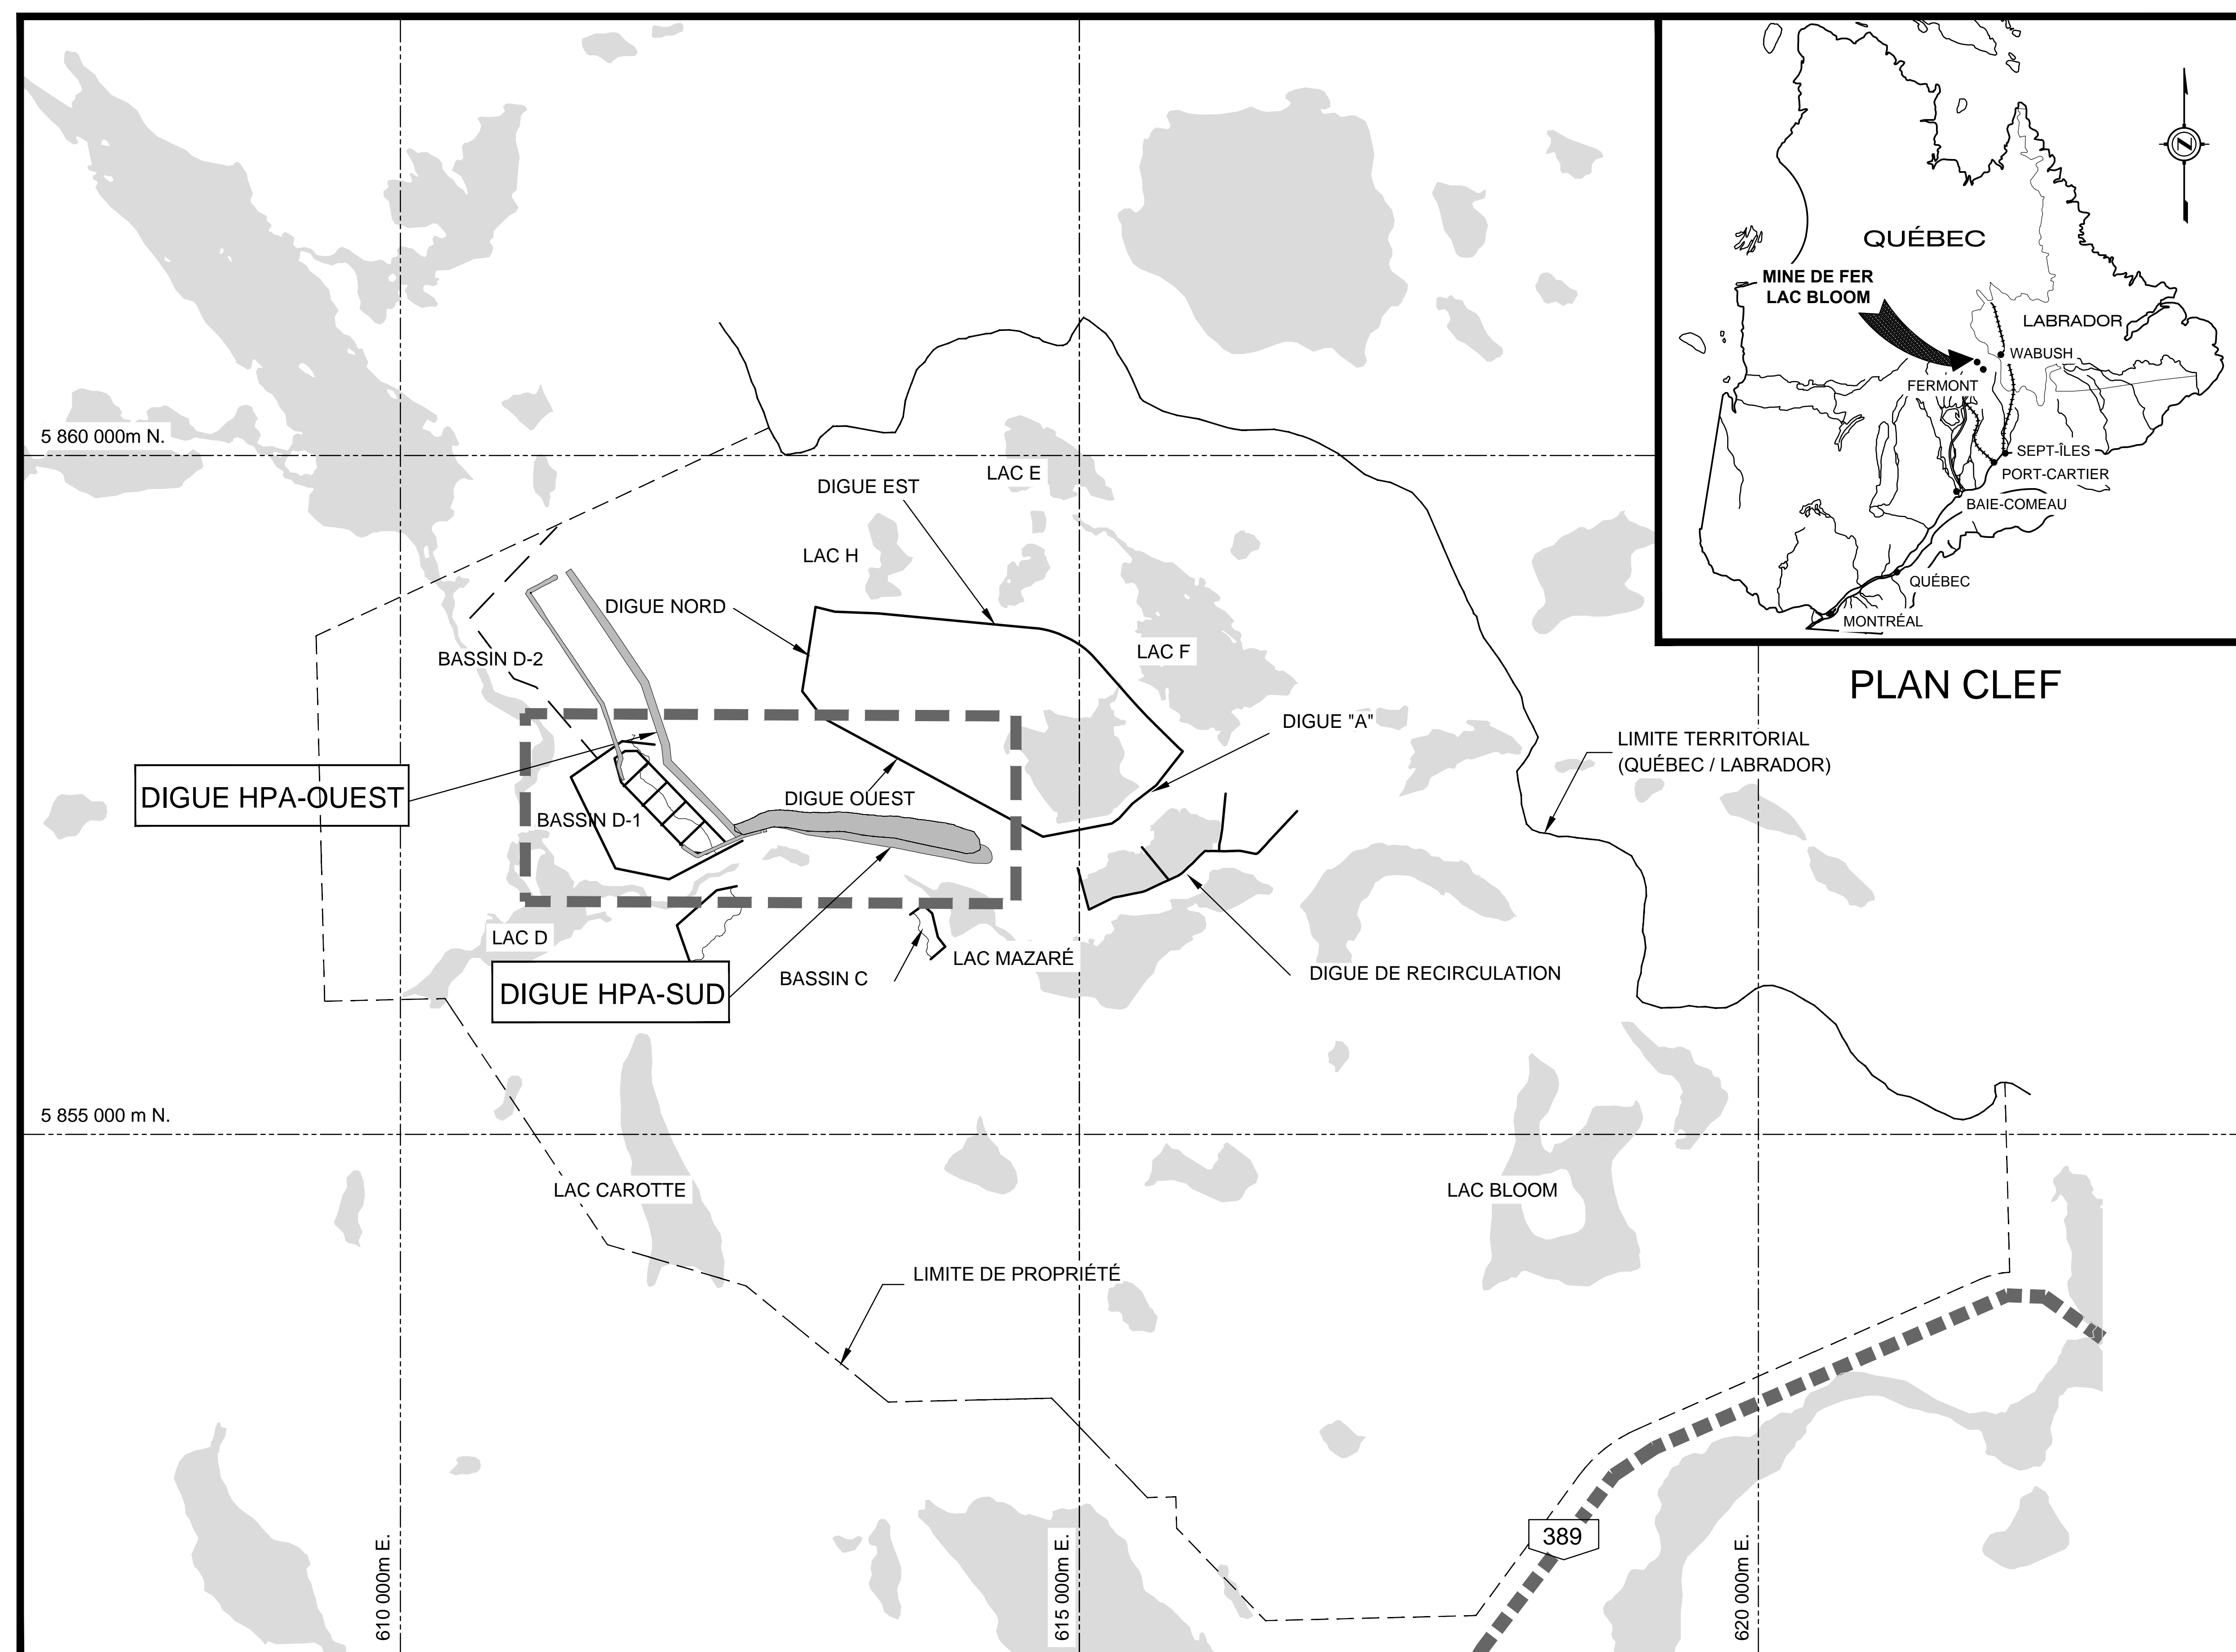 N
QUÉBEC
MINE DE FER
LAC BLOOM
LABRADOR
WABUSH
FERMONT
SEPT-ÎLES
PORT-CARTIER
BAIE-COMEAU
QUÉBEC
MONTRÉAL
PLAN CLEF
5 860 000m N.
LAC E
DIGUE EST
LAC H
DIGUE NORD
LAC F
BASSIN D-2
DIGUE "A"
LIMITE TERRITORIAL
(QUÉBEC / LABRADOR)
DIGUE HPA-OUEST
DIGUE OUEST
BASSIN D-1
LAC D
LAC MAZARÉ
DIGUE DE RECIRCULATION
BASSIN C
DIGUE HPA-SUD
5 855 000 m N.
LAC CAROTTE
LAC BLOOM
LIMITE DE PROPRIÉTÉ
389
610 000m E.
615 000m E.
620 000m E.